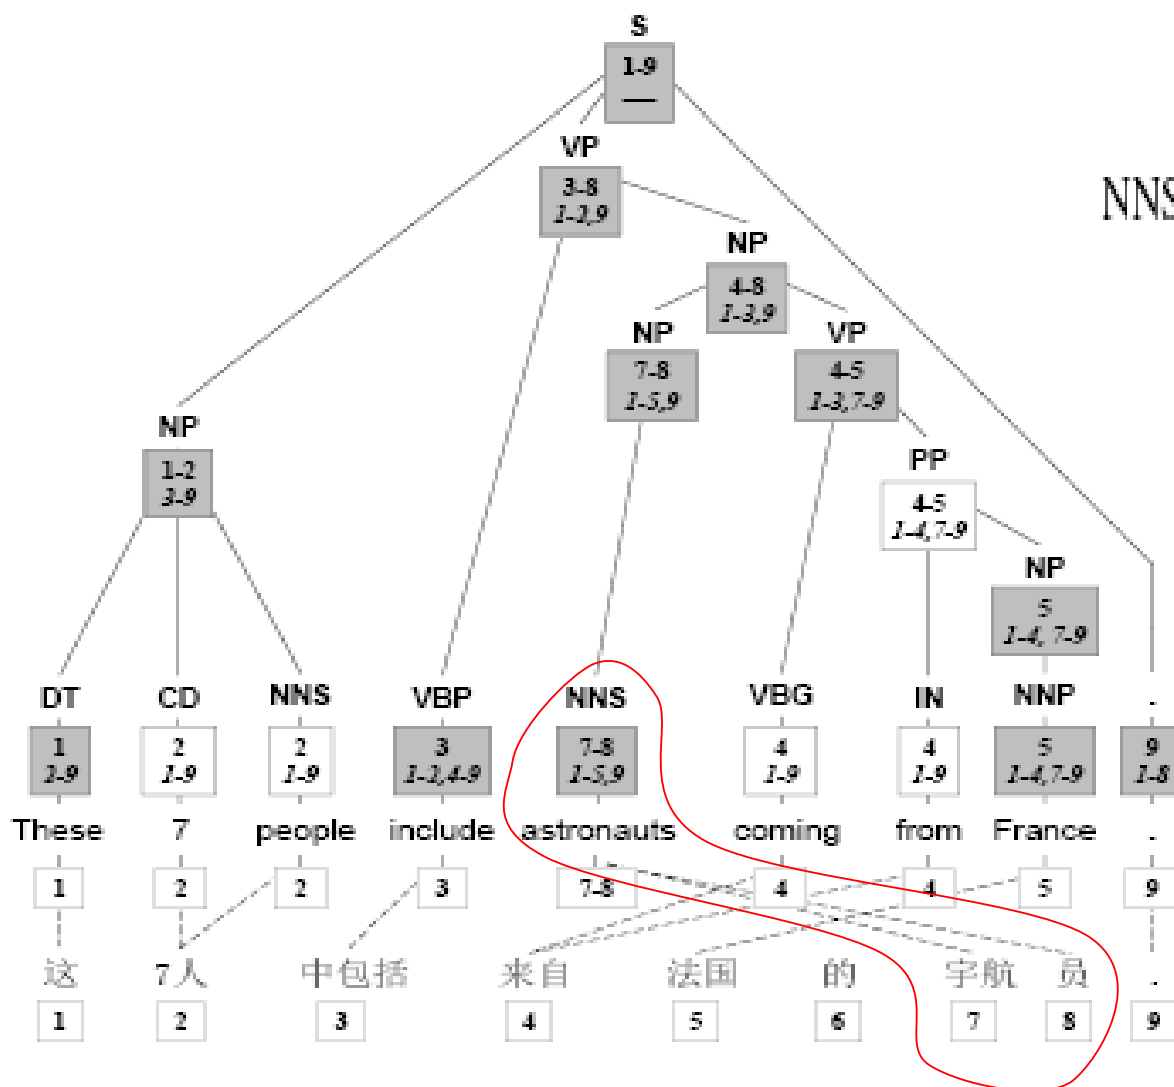 S
1-9
VP
3-8
1-2,9
NNS
NP
4-8
1-3,9
NP VP
7-8 4-5
1-5,9 1-3,7-9
NP
1-2
3-9
PP
4-5
1-4,7-9
NP
5
1-4, 7-9
DT CD NNS VBP NNS VBG IN NNP .
1 2 2 3 7-8 4 4 5 9
2-9 1-9 1-9 1-2,4-9 1-5,9 1-9 1-9 1-4,7-9 1-8
These 7 people include astronauts coming from France .
1 2 2 3 7-8 4 4 5 9
这 7人 中包括 来自 法国 的 宇航 员 .
1 2 3 4 5 6 7 8 9